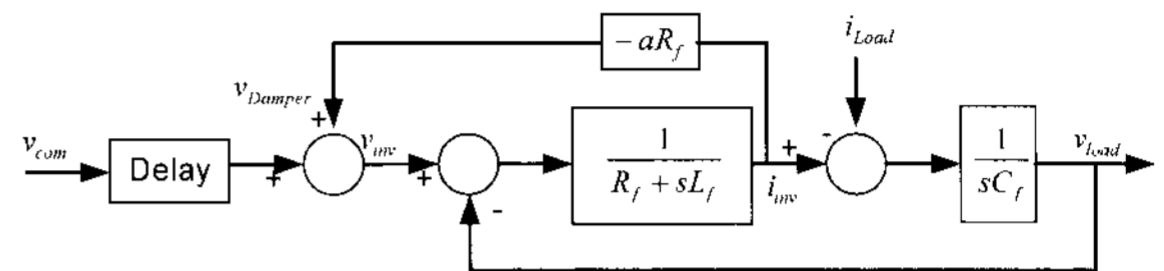 -aR_f
i_Load
v_Damper
+
v_com
Delay
+
v_inv
+
-
1
R_f + sL_f
+
i_inv
-
1
sC_f
v_load